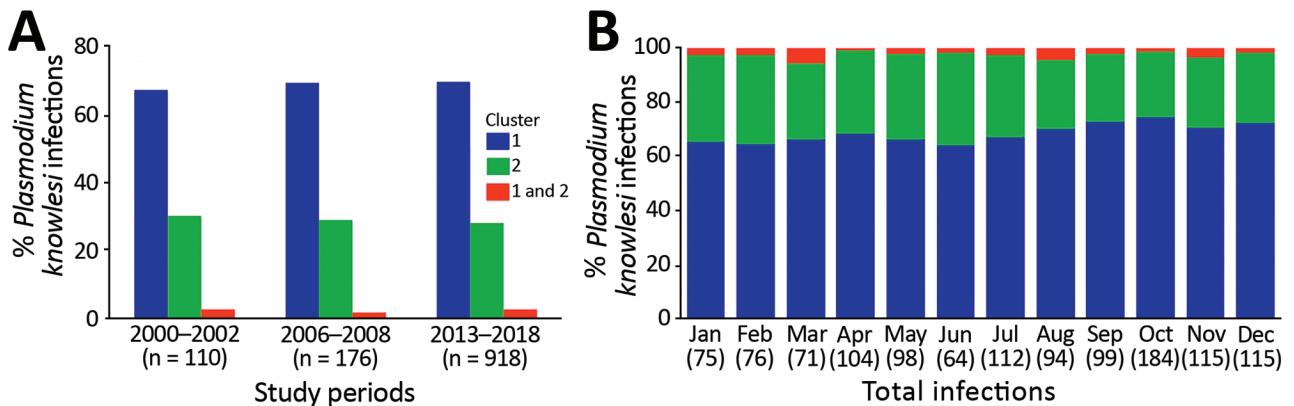 A
% Plasmodium
knowlesi infections
80
60
40
20
0
Cluster
1
2
1 and 2
2000–2002 2006–2008 2013–2018
(n = 110) (n = 176) (n = 918)
Study periods
B
% Plasmodium
knowlesi infections
100
80
60
40
20
0
Jan Feb Mar Apr May Jun Jul Aug Sep Oct Nov Dec
(75) (76) (71) (104) (98) (64) (112) (94) (99) (184) (115) (115)
Total infections